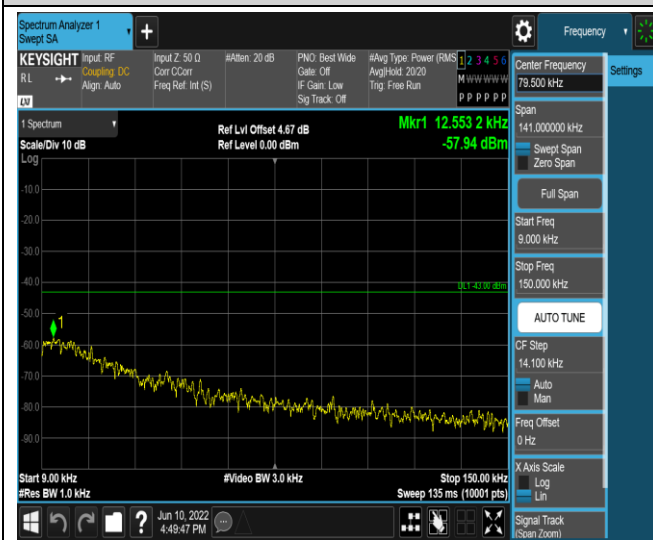 Spectrum Analyzer 1
Swept SA
+
Frequency
KEYSIGHT
RL
LXI
Input: RF
Coupling: DC
Align: Auto
Input Z: 50 Ω
Corr CCorr
Freq Ref: Int (S)
#Atten: 20 dB
PNO: Best Wide
Gate: Off
IF Gain: Low
Sig Track: Off
#Avg Type: Power (RMS
Avg|Hold: 20/20
Trig: Free Run
1 2 3 4 5 6
M W W W W W
P P P P P P
1 Spectrum
Scale/Div 10 dB
Log
Ref Lvl Offset 4.67 dB
Ref Level 0.00 dBm
Mkr1 12.553 2 kHz
-57.94 dBm
-10.0
-20.0
-30.0
-40.0
-50.0
-60.0
-70.0
-80.0
-90.0
DL1 -43.00 dBm
1
Start 9.00 kHz
#Res BW 1.0 kHz
#Video BW 3.0 kHz
Stop 150.00 kHz
Sweep 135 ms (10001 pts)
?
Jun 10, 2022
4:49:47 PM
Center Frequency
79.500 kHz
Settings
Span
141.000000 kHz
Swept Span
Zero Span
Full Span
Start Freq
9.000 kHz
Stop Freq
150.000 kHz
AUTO TUNE
CF Step
14.100 kHz
Auto
Man
Freq Offset
0 Hz
X Axis Scale
Log
Lin
Signal Track
(Span Zoom)